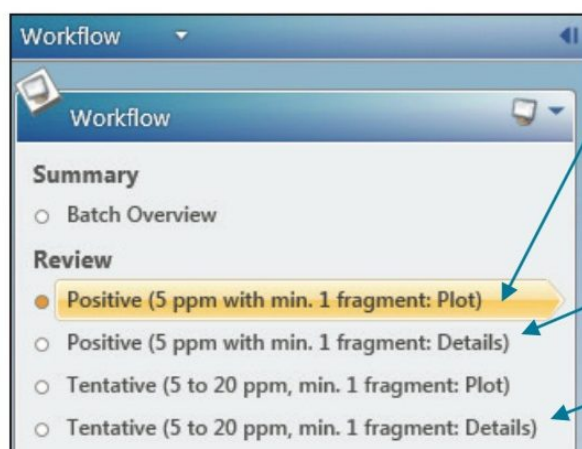 Workflow
Workflow
Summary
Batch Overview
Review
Positive (5 ppm with min. 1 fragment: Plot)
Positive (5 ppm with min. 1 fragment: Details)
Tentative (5 to 20 ppm, min. 1 fragment: Plot)
Tentative (5 to 20 ppm, min. 1 fragment: Details)